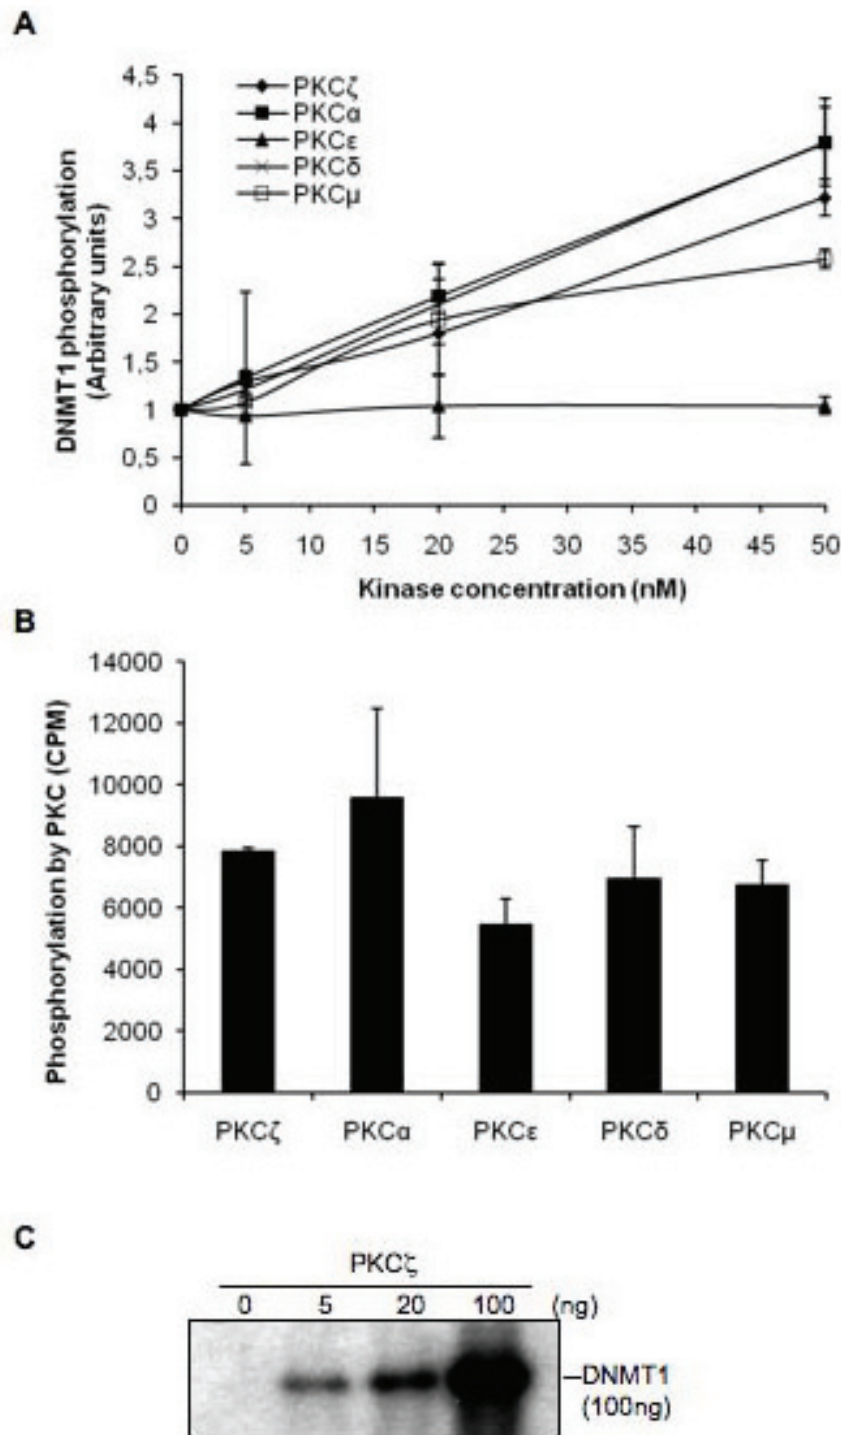 A
4,5
4
3,5
3
2,5
2
1,5
1
0,5
0
DNMT1 phosphorylation
(Arbitrary units)
PKCζ
PKCα
PKCε
PKCδ
PKCμ
0 5 10 15 20 25 30 35 40 45 50
Kinase concentration (nM)
B
14000
12000
10000
8000
6000
4000
2000
0
Phosphorylation by PKC (CPM)
PKCζ PKCα PKCε PKCδ PKCμ
C
PKCζ
0 5 20 100 (ng)
DNMT1
(100ng)